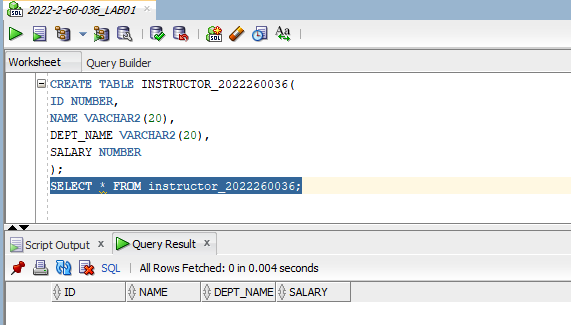 2022-2-60-036_LAB01
SQL
Aa
Worksheet Query Builder
CREATE TABLE INSTRUCTOR_2022260036(
ID NUMBER,
NAME VARCHAR2(20),
DEPT_NAME VARCHAR2(20),
SALARY NUMBER
);
SELECT * FROM instructor_2022260036;
Script Output x Query Result x
SQL | All Rows Fetched: 0 in 0.004 seconds
ID NAME DEPT_NAME SALARY